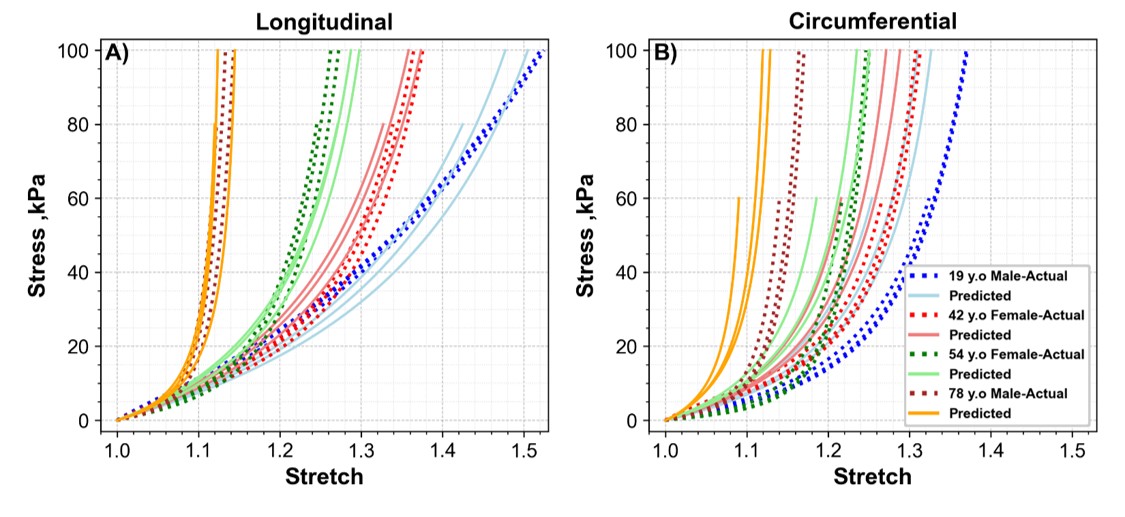 Longitudinal
A)
100
80
60
40
20
0
Stress ,kPa
1.0 1.1 1.2 1.3 1.4 1.5
Stretch
Circumferential
B)
100
80
60
40
20
0
Stress ,kPa
1.0 1.1 1.2 1.3 1.4 1.5
Stretch
19 y.o Male-Actual
Predicted
42 y.o Female-Actual
Predicted
54 y.o Female-Actual
Predicted
78 y.o Male-Actual
Predicted